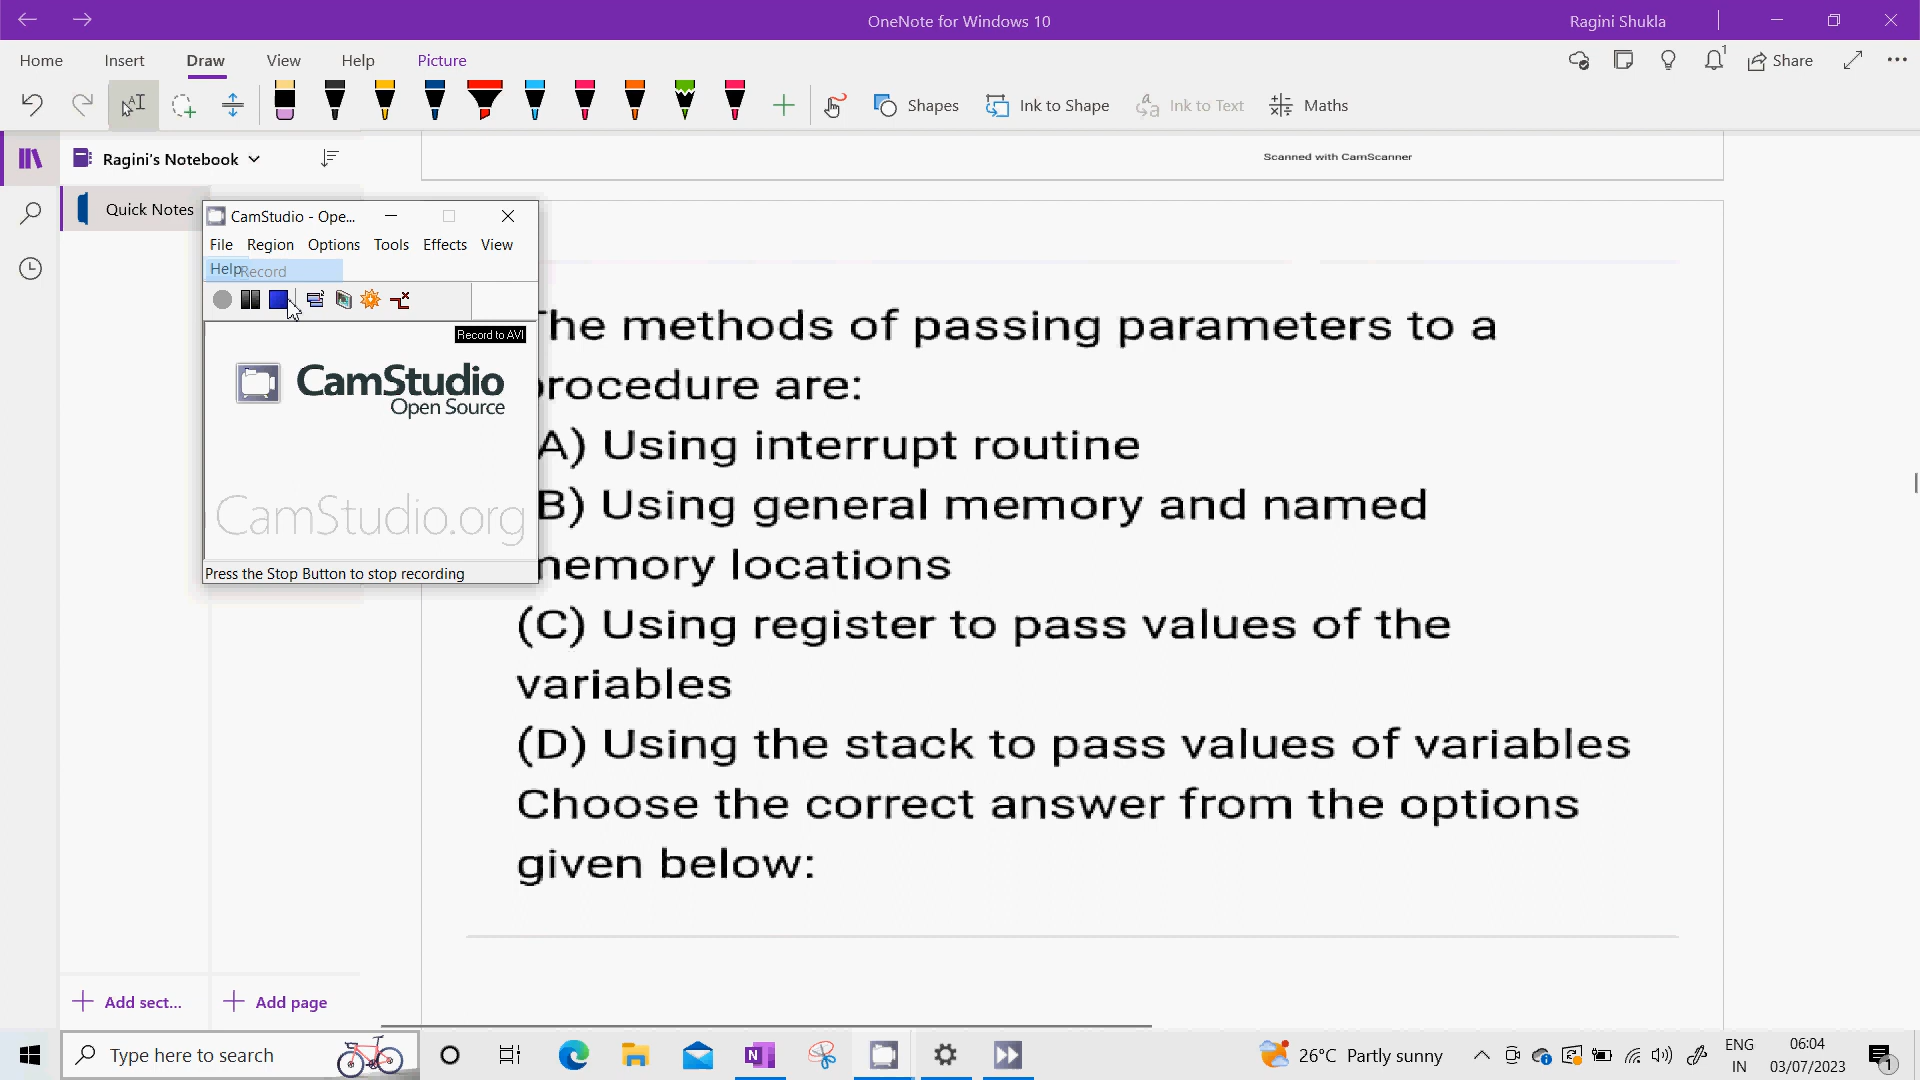 OneNote for Windows 10
Ragini Shukla
Home Insert Draw View Help Picture
1
Share
Shapes Ink to Shape Ink to Text Maths
Ragini's Notebook
Scanned with CamScanner
Quick Notes
CamStudio - Ope...
File Region Options Tools Effects View
Help
Record
Record to AVI
CamStudio
Open Source
CamStudio.org
Press the Stop Button to stop recording
The methods of passing parameters to a
procedure are:
A) Using interrupt routine
B) Using general memory and named
memory locations
(C) Using register to pass values of the
variables
(D) Using the stack to pass values of variables
Choose the correct answer from the options
given below:
Add sect...
Add page
Type here to search
26°C Partly sunny
ENG
IN
06:04
03/07/2023
1